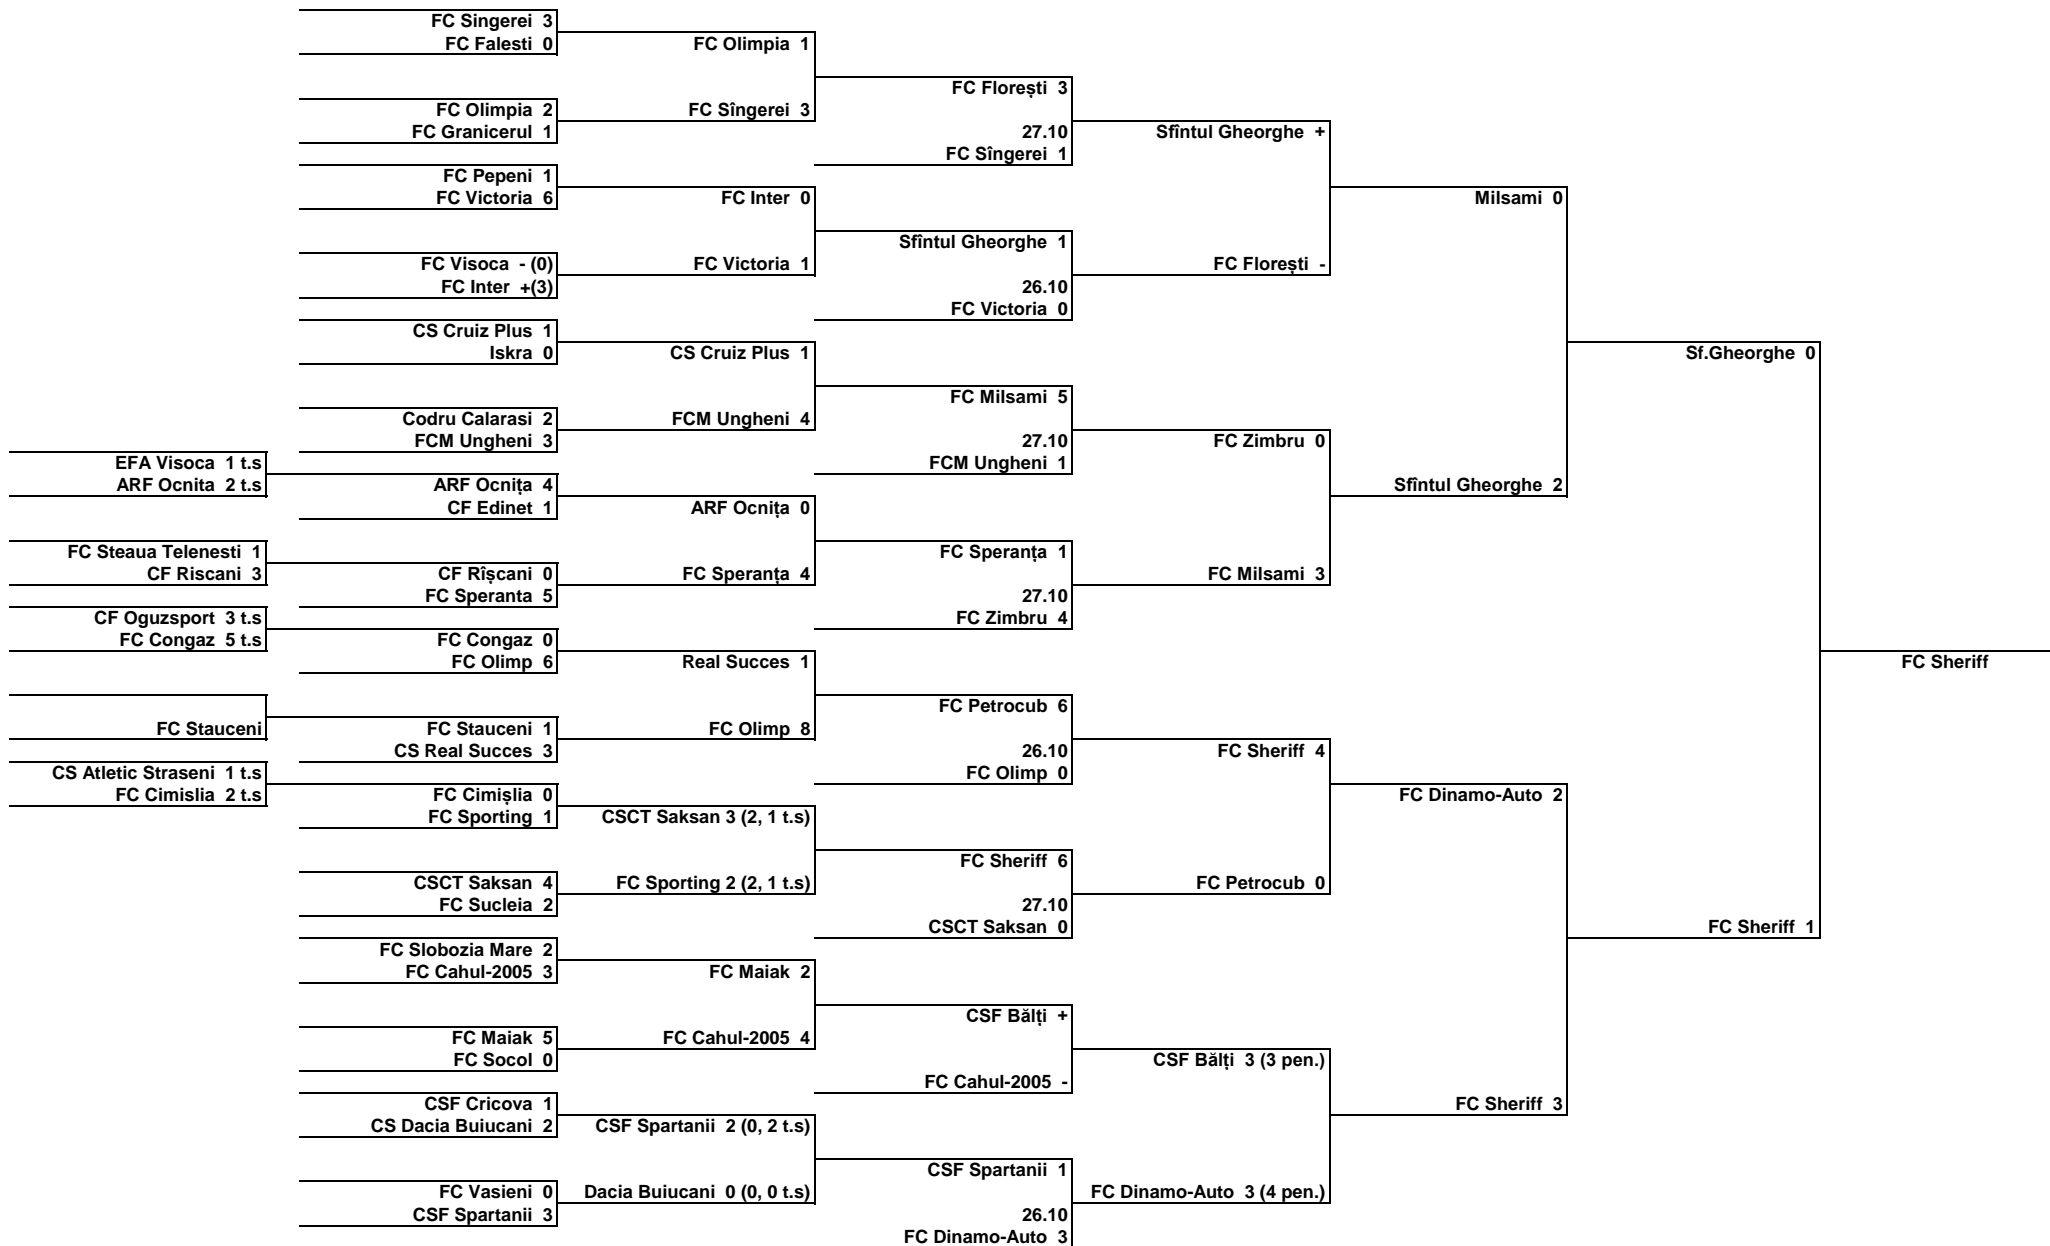 FC Singerei 3
FC Falesti 0
FC Olimpia 1
FC Florești 3
FC Olimpia 2
FC Sîngerei 3
FC Granicerul 1
27.10
Sfîntul Gheorghe +
FC Sîngerei 1
FC Pepeni 1
FC Victoria 6
FC Inter 0
Milsami 0
Sfîntul Gheorghe 1
FC Visoca - (0)
FC Victoria 1
FC Florești -
FC Inter +(3)
26.10
FC Victoria 0
CS Cruiz Plus 1
Iskra 0
CS Cruiz Plus 1
Sf.Gheorghe 0
FC Milsami 5
Codru Calarasi 2
FCM Ungheni 4
FCM Ungheni 3
27.10
FC Zimbru 0
EFA Visoca 1 t.s
FCM Ungheni 1
ARF Ocnita 2 t.s
ARF Ocnița 4
Sfîntul Gheorghe 2
CF Edinet 1
ARF Ocnița 0
FC Steaua Telenesti 1
FC Speranța 1
CF Riscani 3
CF Rîșcani 0
FC Speranța 4
FC Milsami 3
FC Speranta 5
27.10
CF Oguzsport 3 t.s
FC Zimbru 4
FC Congaz 5 t.s
FC Congaz 0
FC Olimp 6
Real Succes 1
FC Sheriff
FC Petrocub 6
FC Stauceni
FC Stauceni 1
FC Olimp 8
CS Real Succes 3
26.10
FC Sheriff 4
CS Atletic Straseni 1 t.s
FC Olimp 0
FC Cimislia 2 t.s
FC Cimișlia 0
FC Dinamo-Auto 2
FC Sporting 1
CSCT Saksan 3 (2, 1 t.s)
FC Sheriff 6
CSCT Saksan 4
FC Sporting 2 (2, 1 t.s)
FC Petrocub 0
FC Sucleia 2
27.10
CSCT Saksan 0
FC Sheriff 1
FC Slobozia Mare 2
FC Cahul-2005 3
FC Maiak 2
CSF Bălți +
FC Maiak 5
FC Cahul-2005 4
FC Socol 0
CSF Bălți 3 (3 pen.)
FC Cahul-2005 -
CSF Cricova 1
FC Sheriff 3
CS Dacia Buiucani 2
CSF Spartanii 2 (0, 2 t.s)
CSF Spartanii 1
FC Vasieni 0
Dacia Buiucani 0 (0, 0 t.s)
FC Dinamo-Auto 3 (4 pen.)
CSF Spartanii 3
26.10
FC Dinamo-Auto 3